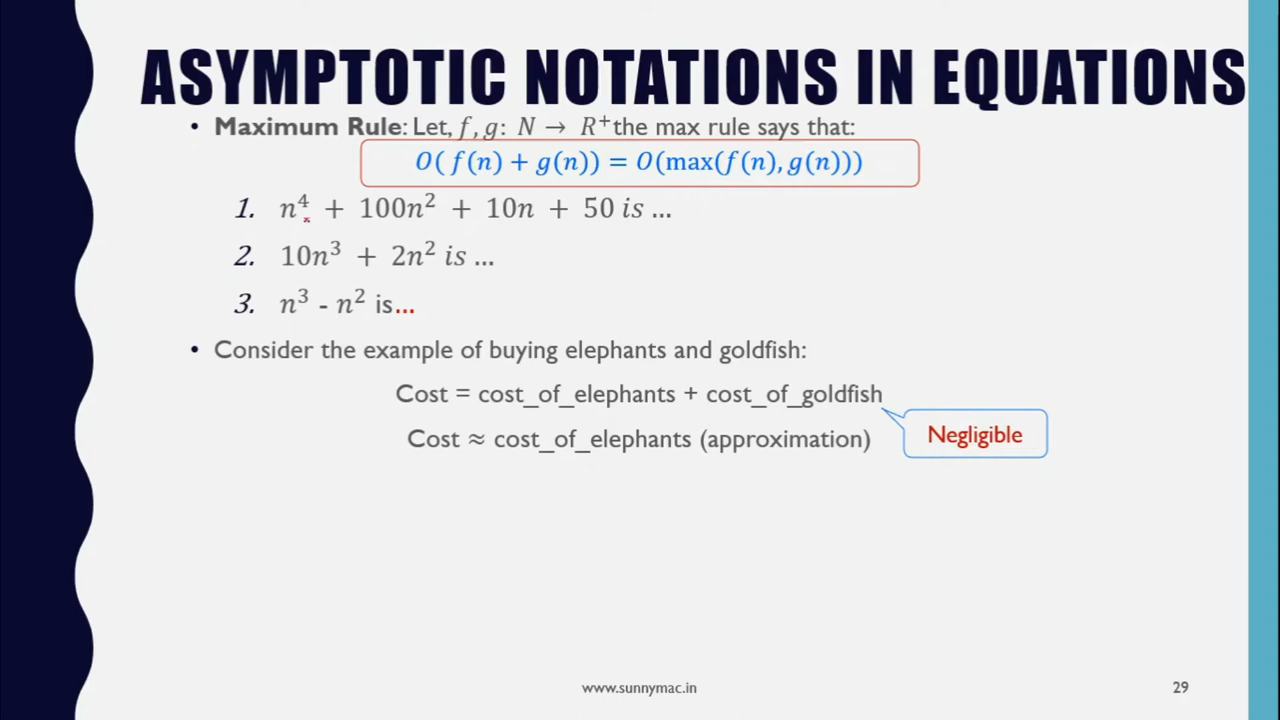 ASYMPTOTIC NOTATIONS IN EQUATIONS
• Maximum Rule: Let, f, g: N → R⁺ the max rule says that:
O( f(n) + g(n)) = O(max(f(n), g(n)))
1. n⁴ + 100n² + 10n + 50 is ...
2. 10n³ + 2n² is ...
3. n³ - n² is...
• Consider the example of buying elephants and goldfish:
Cost = cost_of_elephants + cost_of_goldfish
Cost ≈ cost_of_elephants (approximation)
Negligible
www.sunnymac.in
29